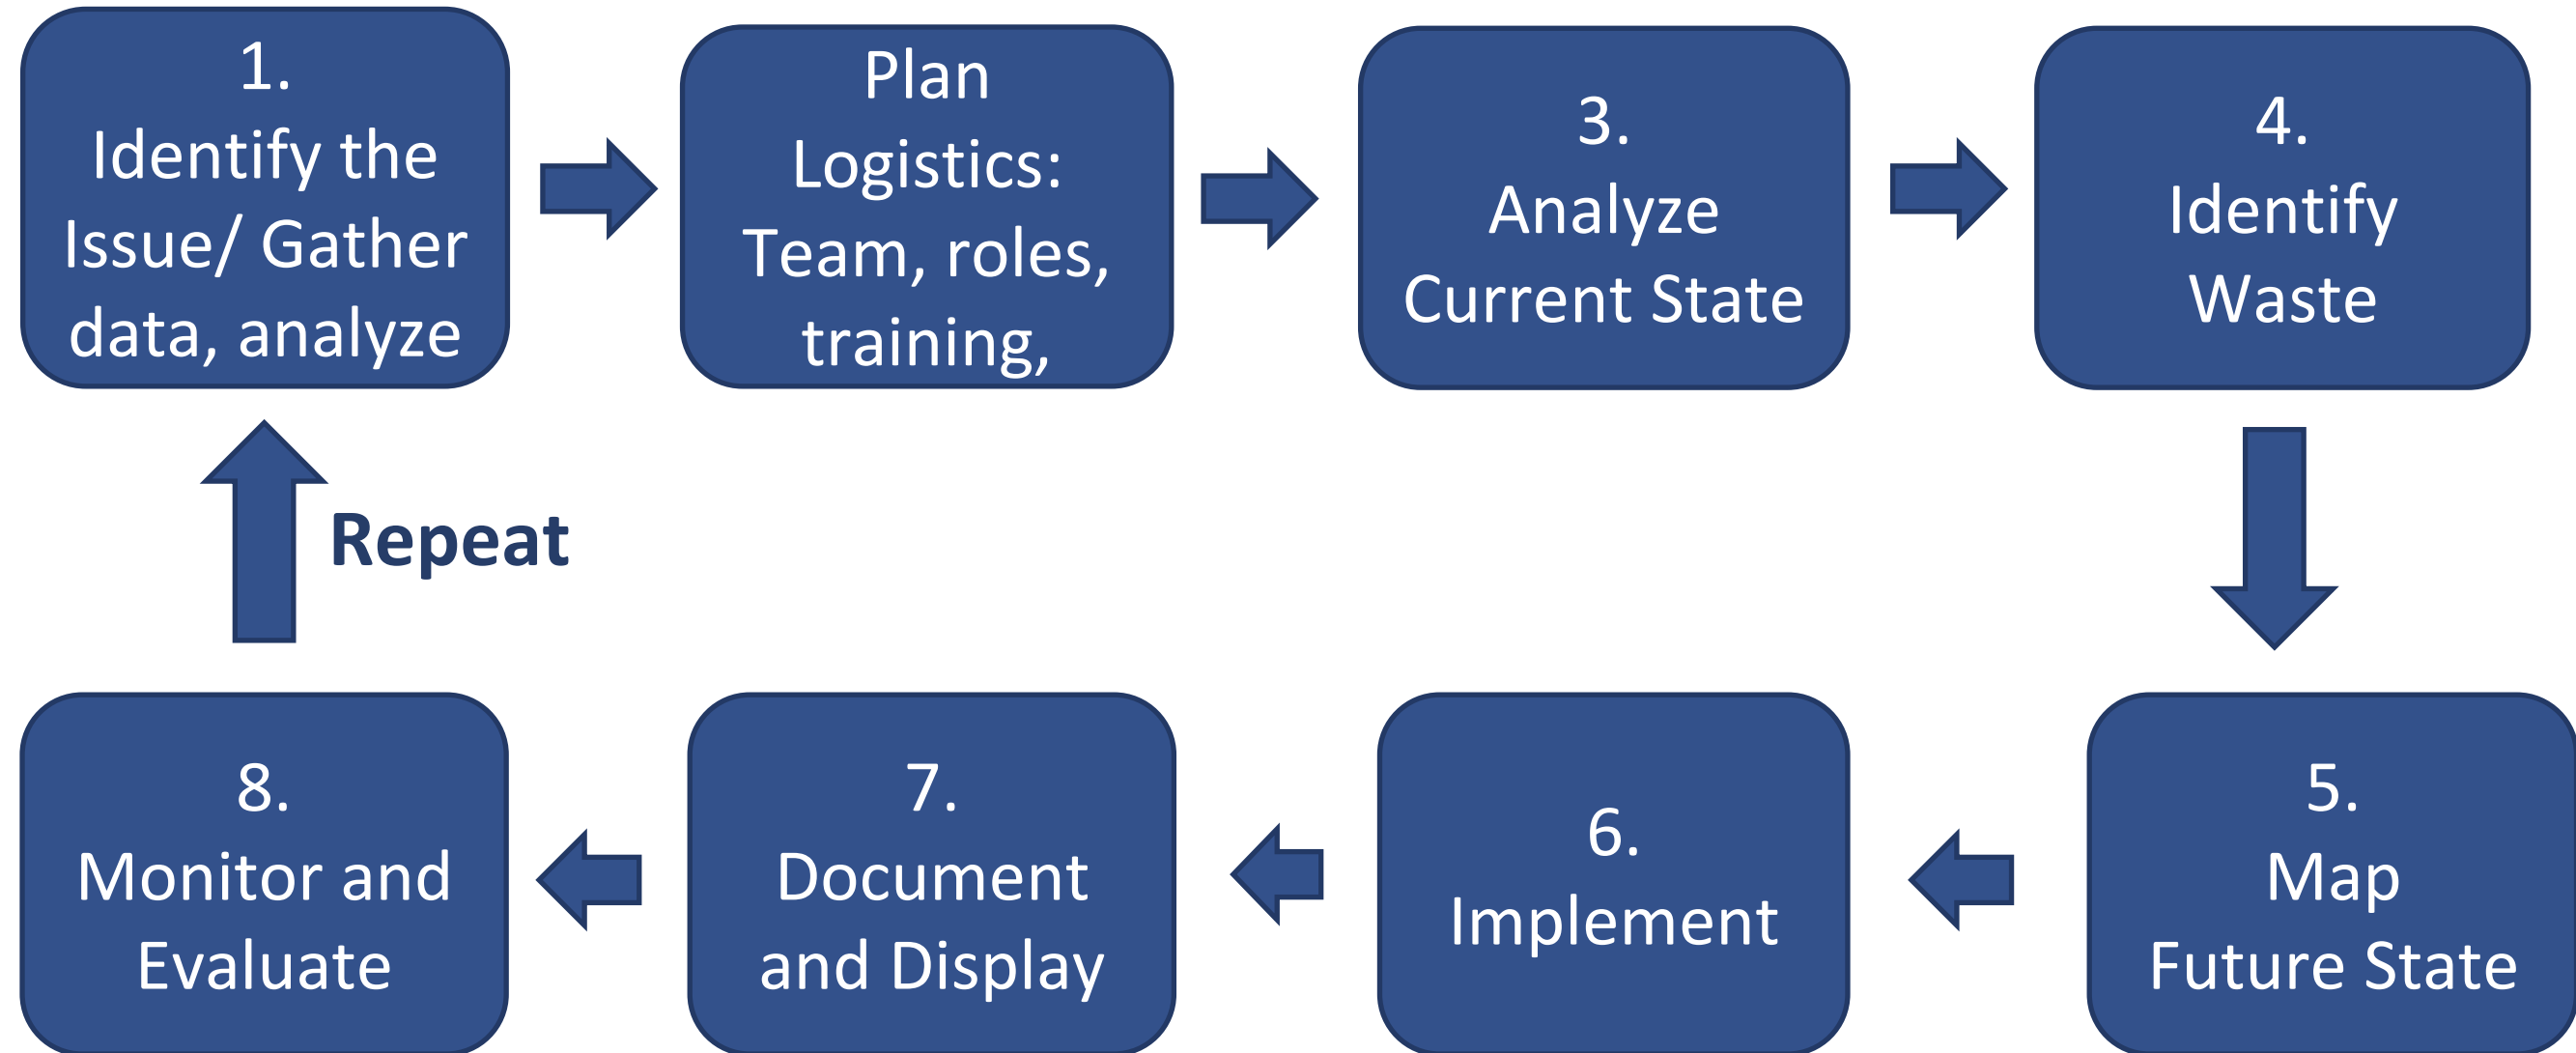 1.
Identify the
Issue/ Gather
data, analyze
Plan
Logistics:
Team, roles,
training,
3.
Analyze
Current State
4.
Identify
Waste
Repeat
8.
Monitor and
Evaluate
7.
Document
and Display
6.
Implement
5.
Map
Future State